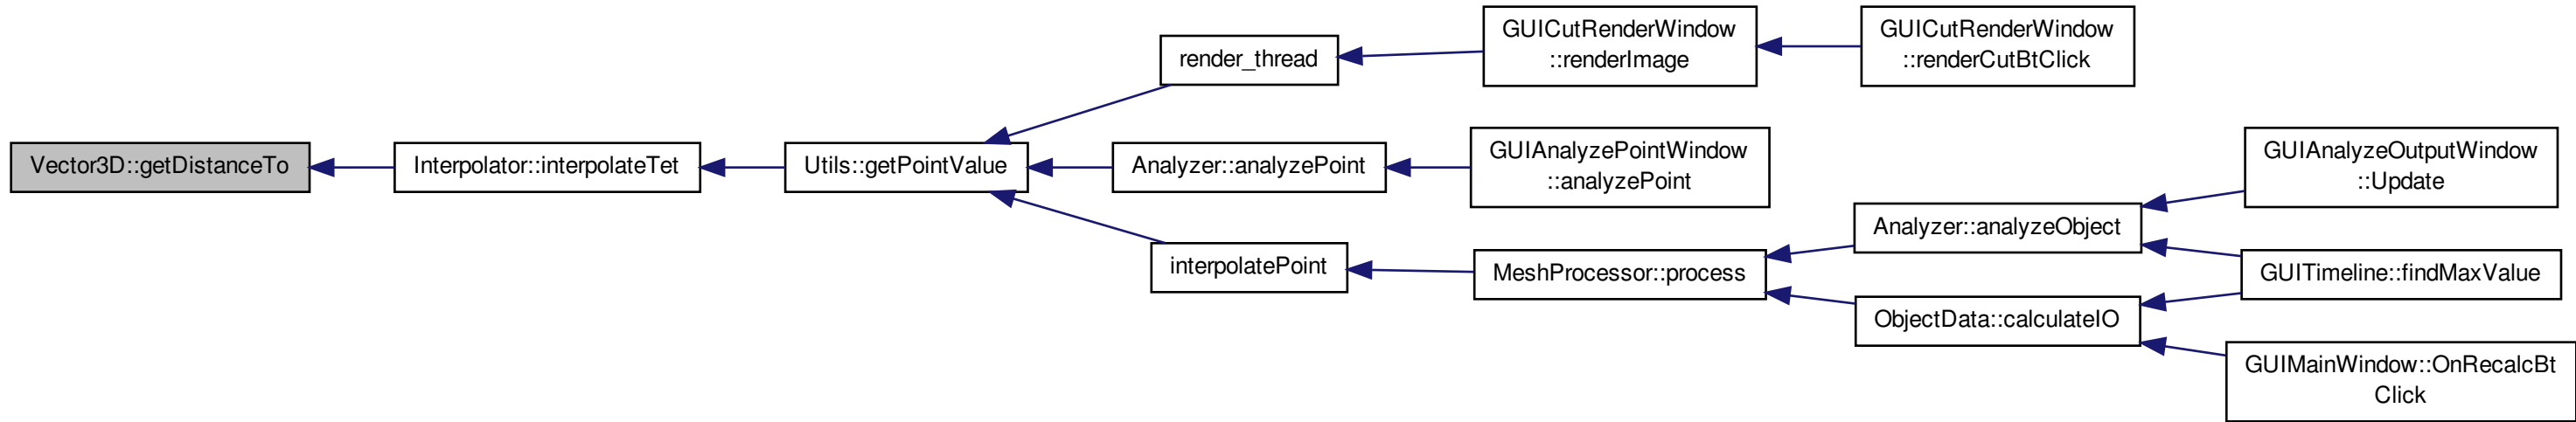 Vector3D::getDistanceTo
Interpolator::interpolateTet
Utils::getPointValue
render_thread
Analyzer::analyzePoint
interpolatePoint
GUICutRenderWindow
::renderImage
GUIAnalyzePointWindow
::analyzePoint
MeshProcessor::process
GUICutRenderWindow
::renderCutBtClick
Analyzer::analyzeObject
ObjectData::calculateIO
GUIAnalyzeOutputWindow
::Update
GUITimeline::findMaxValue
GUIMainWindow::OnRecalcBt
Click